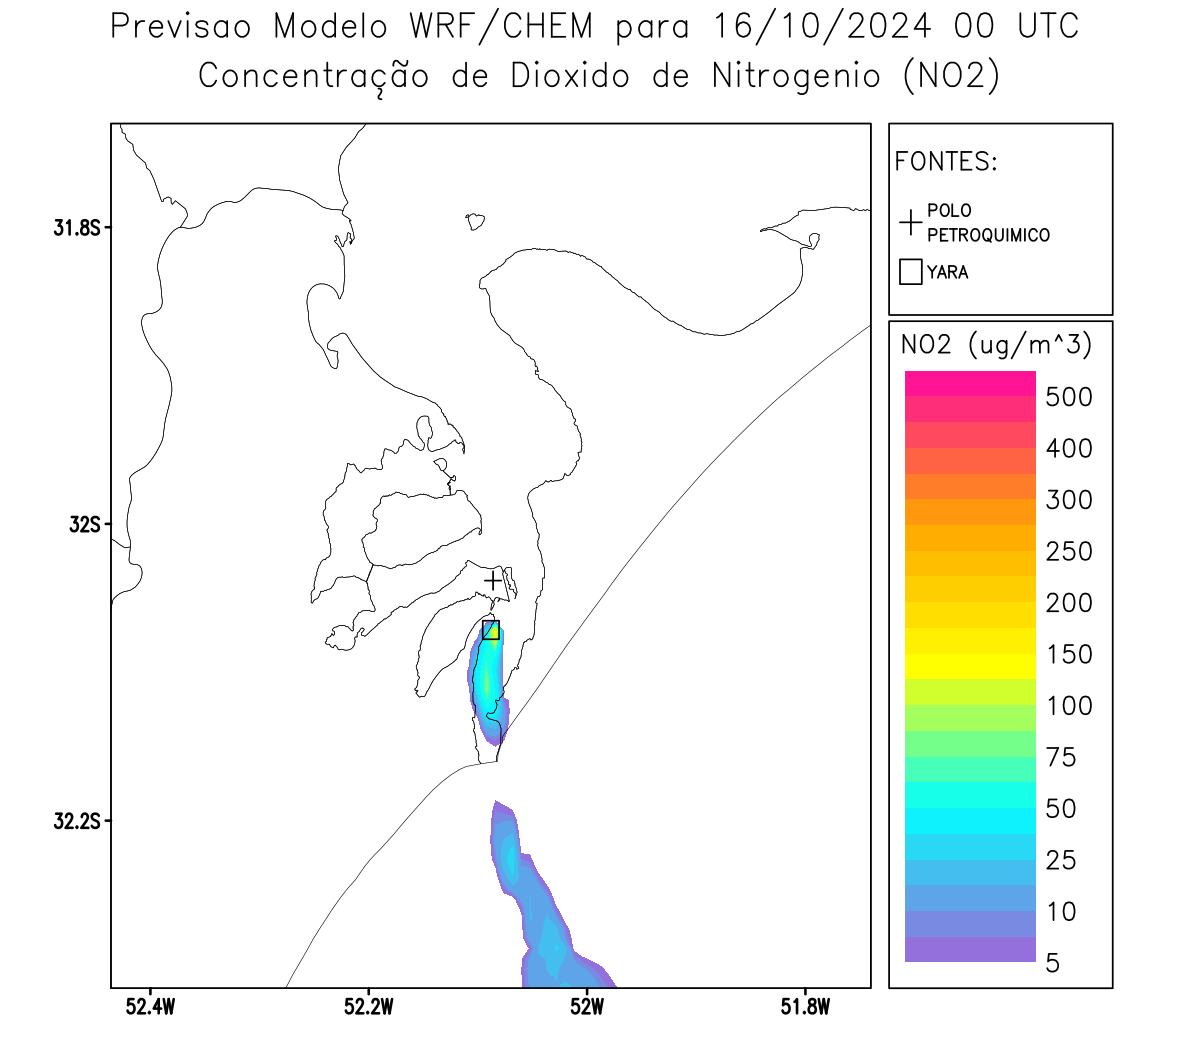 Previsao Modelo WRF/CHEM para 16/10/2024 00 UTC
Concentração de Dioxido de Nitrogenio (NO2)
FONTES:
POLO
PETROQUIMICO
YARA
NO2 (ug/m^3)
500
400
300
250
200
150
100
75
50
25
10
5
31.8S
32S
32.2S
52.4W
52.2W
52W
51.8W